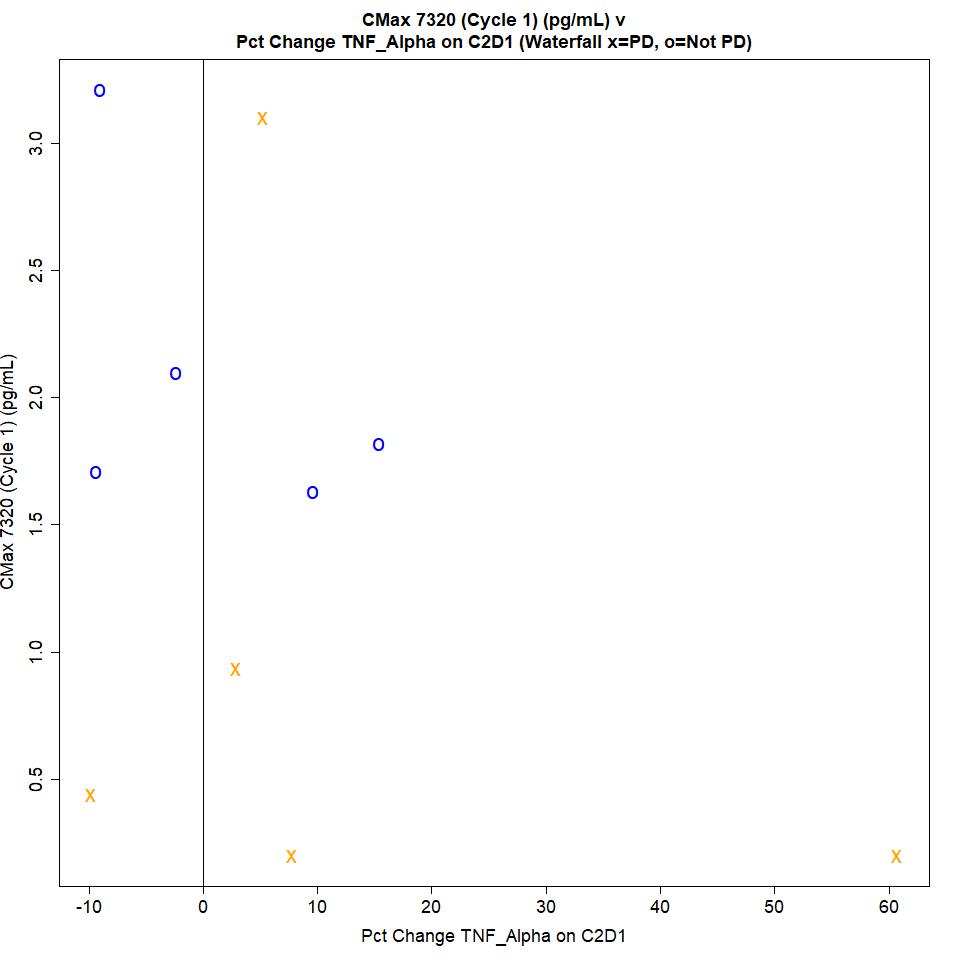 CMax 7320 (Cycle 1) (pg/mL) v
Pct Change TNF_Alpha on C2D1 (Waterfall x=PD, o=Not PD)
CMax 7320 (Cycle 1) (pg/mL)
3.0
2.5
2.0
1.5
1.0
0.5
O
X
O
O
O
O
X
X
X
X
-10 0 10 20 30 40 50 60
Pct Change TNF_Alpha on C2D1